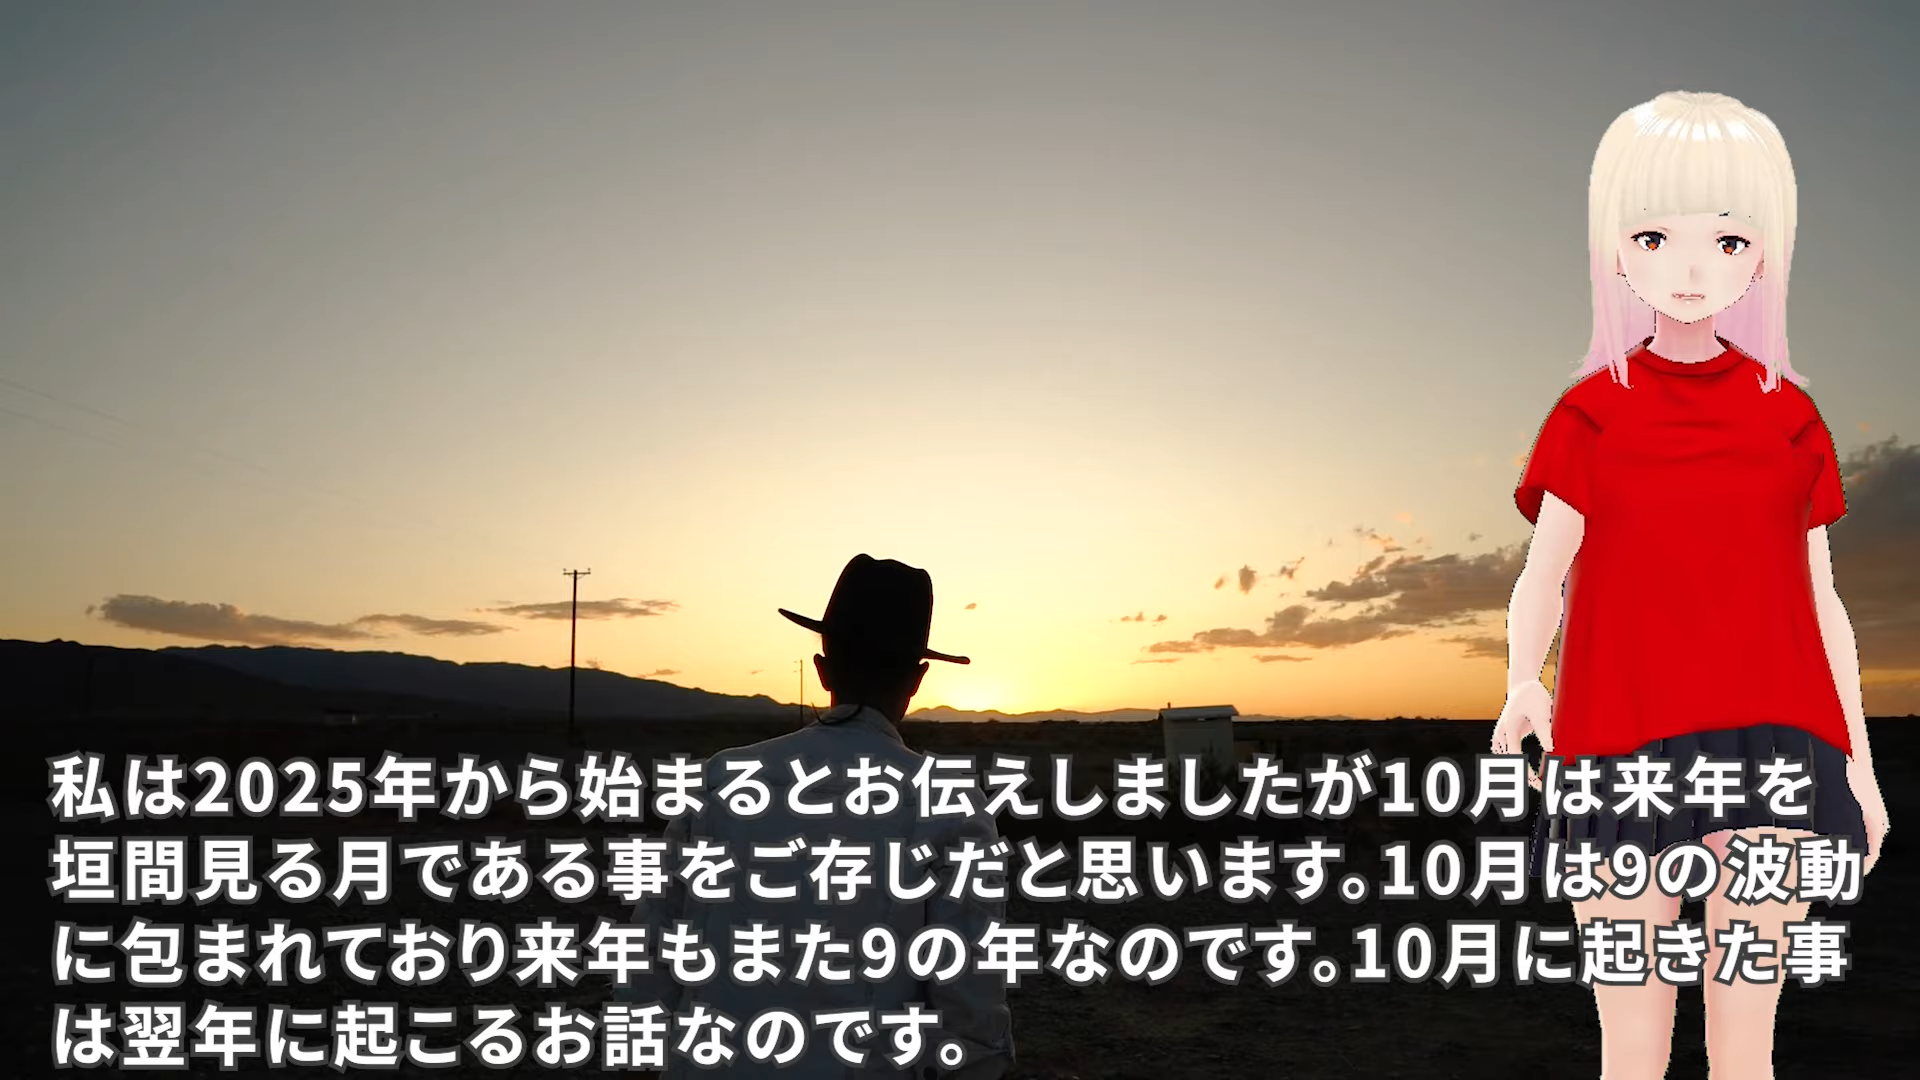 私は2025年から始まるとお伝えしましたが10月は来年を
垣間見る月である事をご存じだと思います。10月は9の波動
に包まれており来年もまた9の年なのです。10月に起きた事
は翌年に起こるお話なのです。